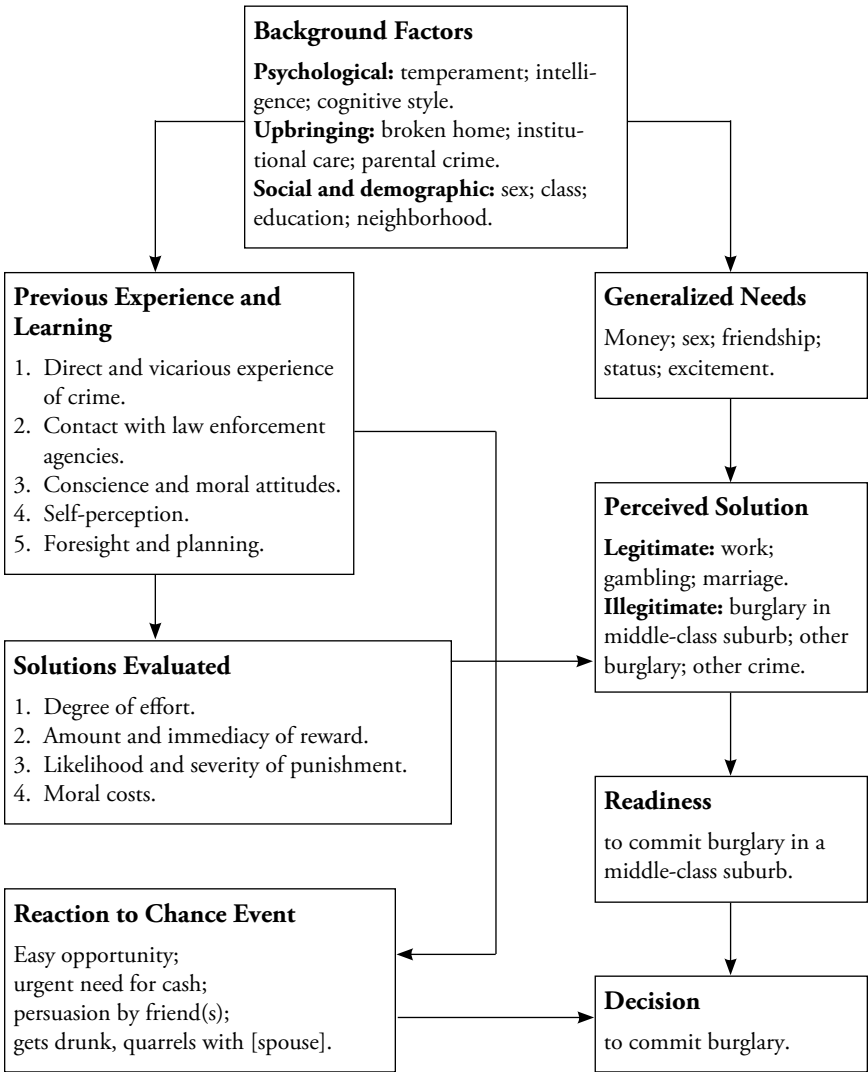 Background Factors
Psychological: temperament; intelli-
gence; cognitive style.
Upbringing: broken home; institu-
tional care; parental crime.
Social and demographic: sex; class;
education; neighborhood.
Previous Experience and
Learning
1. Direct and vicarious experience
of crime.
2. Contact with law enforcement
agencies.
3. Conscience and moral attitudes.
4. Self-perception.
5. Foresight and planning.
Generalized Needs
Money; sex; friendship;
status; excitement.
Perceived Solution
Legitimate: work;
gambling; marriage.
Illegitimate: burglary in
middle-class suburb; other
burglary; other crime.
Solutions Evaluated
1. Degree of effort.
2. Amount and immediacy of reward.
3. Likelihood and severity of punishment.
4. Moral costs.
Readiness
to commit burglary in a
middle-class suburb.
Reaction to Chance Event
Easy opportunity;
urgent need for cash;
persuasion by friend(s);
gets drunk, quarrels with [spouse].
Decision
to commit burglary.